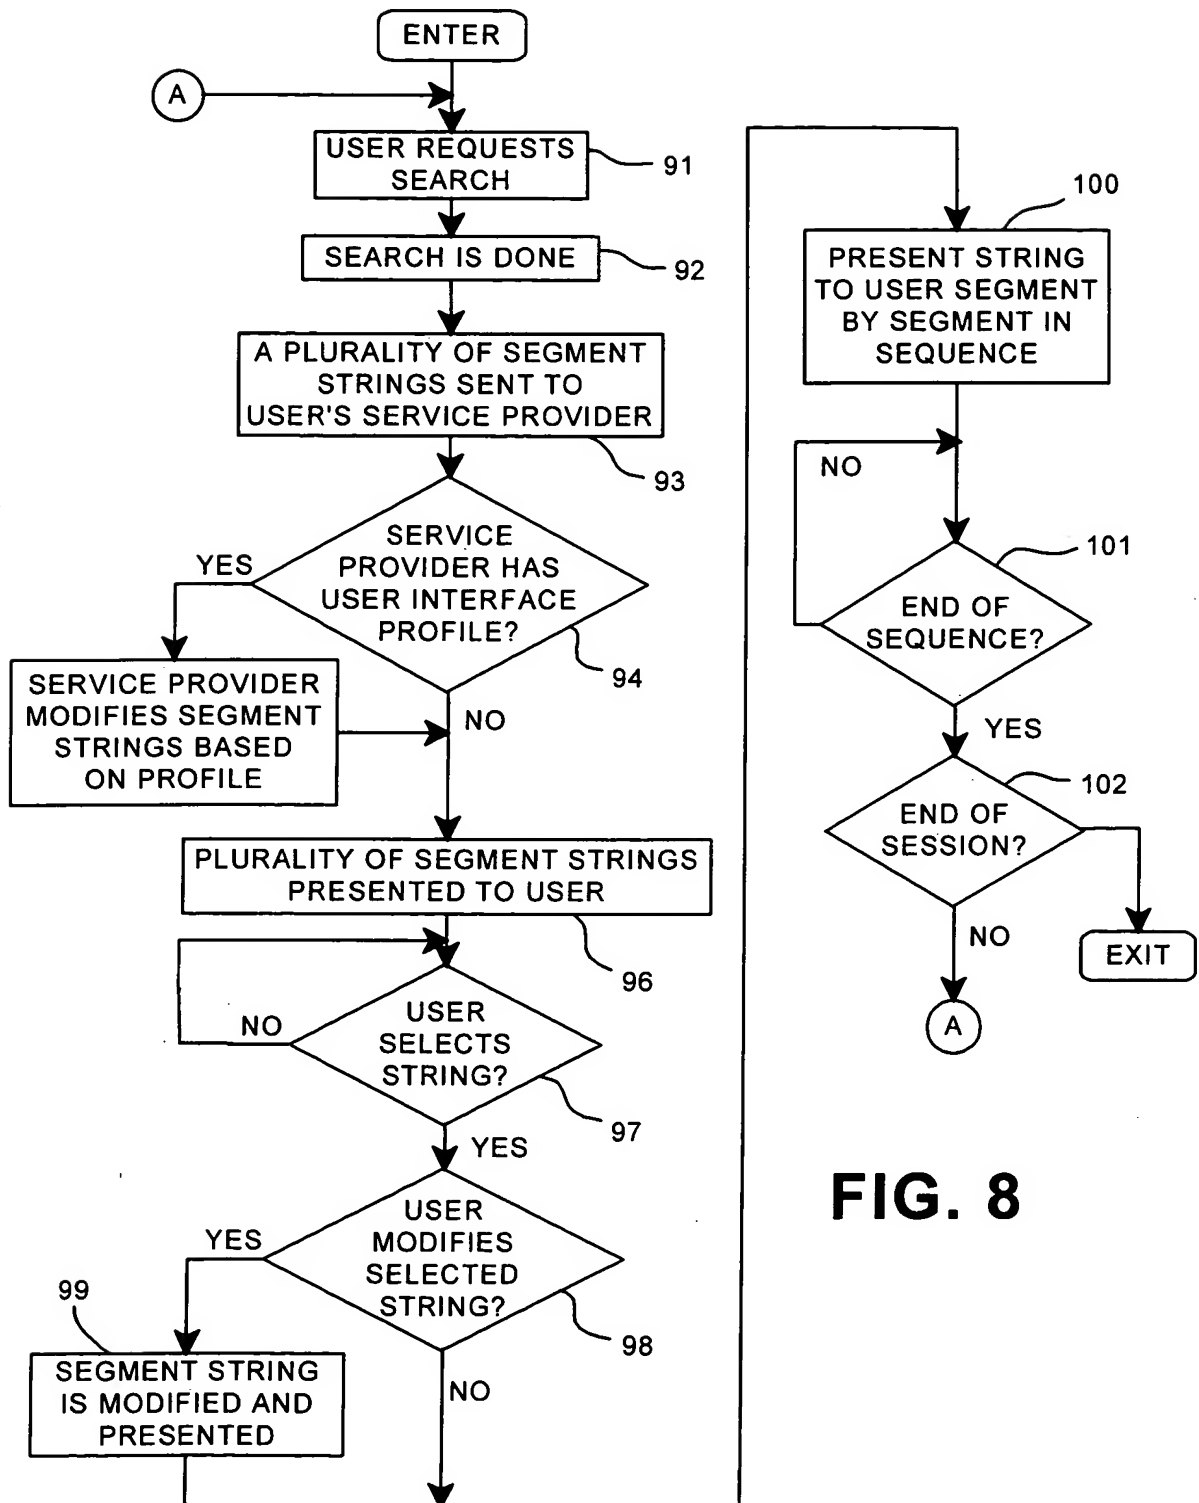 ENTER
A
USER REQUESTS
SEARCH
91
SEARCH IS DONE
92
A PLURALITY OF SEGMENT
STRINGS SENT TO
USER'S SERVICE PROVIDER
93
SERVICE
PROVIDER HAS
USER INTERFACE
PROFILE?
YES
94
SERVICE PROVIDER
MODIFIES SEGMENT
STRINGS BASED
ON PROFILE
NO
PLURALITY OF SEGMENT STRINGS
PRESENTED TO USER
96
USER
SELECTS
STRING?
NO
97
YES
USER
MODIFIES
SELECTED
STRING?
YES
98
99
SEGMENT STRING
IS MODIFIED AND
PRESENTED
NO
100
PRESENT STRING
TO USER SEGMENT
BY SEGMENT IN
SEQUENCE
NO
101
END OF
SEQUENCE?
YES
102
END OF
SESSION?
NO
EXIT
A
FIG. 8